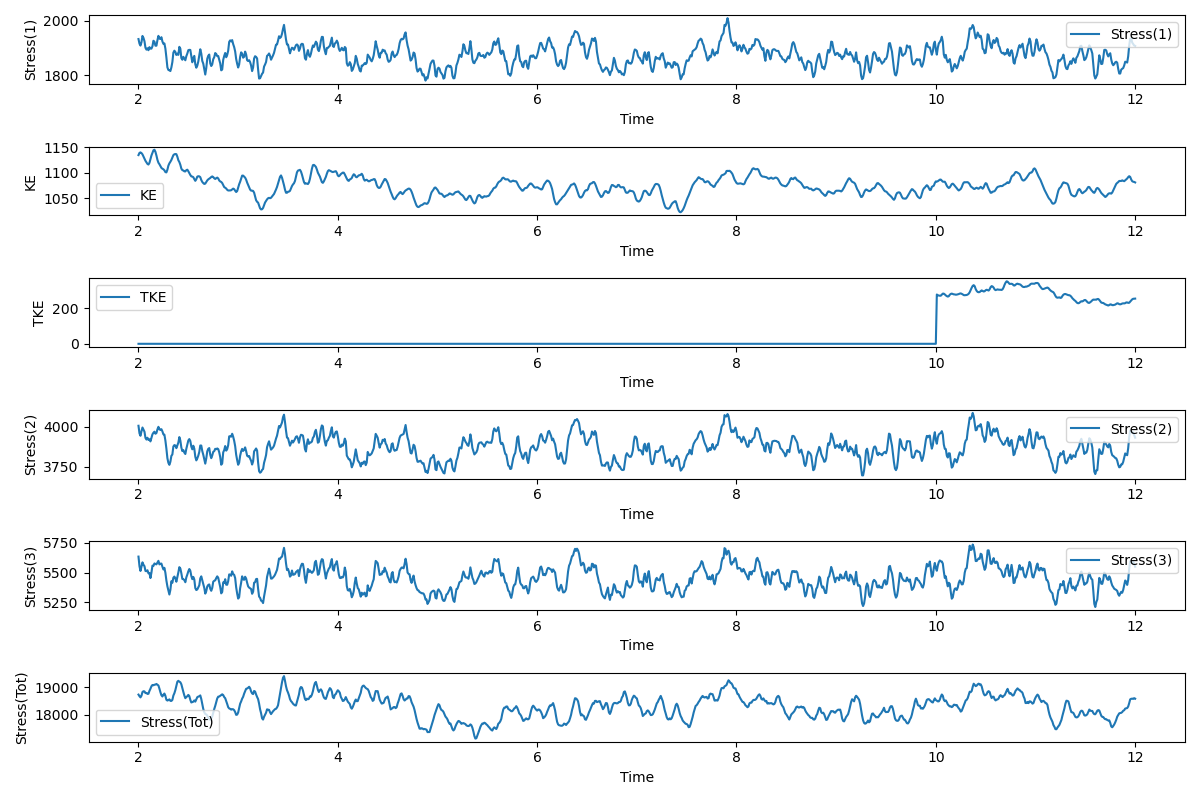 Stress(1)
2000
1800
Stress(1)
2 4 6 8 10 12
Time
KE
1150
1100
1050
KE
2 4 6 8 10 12
Time
TKE
200
0
TKE
2 4 6 8 10 12
Time
Stress(2)
4000
3750
Stress(2)
2 4 6 8 10 12
Time
Stress(3)
5750
5500
5250
Stress(3)
2 4 6 8 10 12
Time
Stress(Tot)
19000
18000
Stress(Tot)
2 4 6 8 10 12
Time